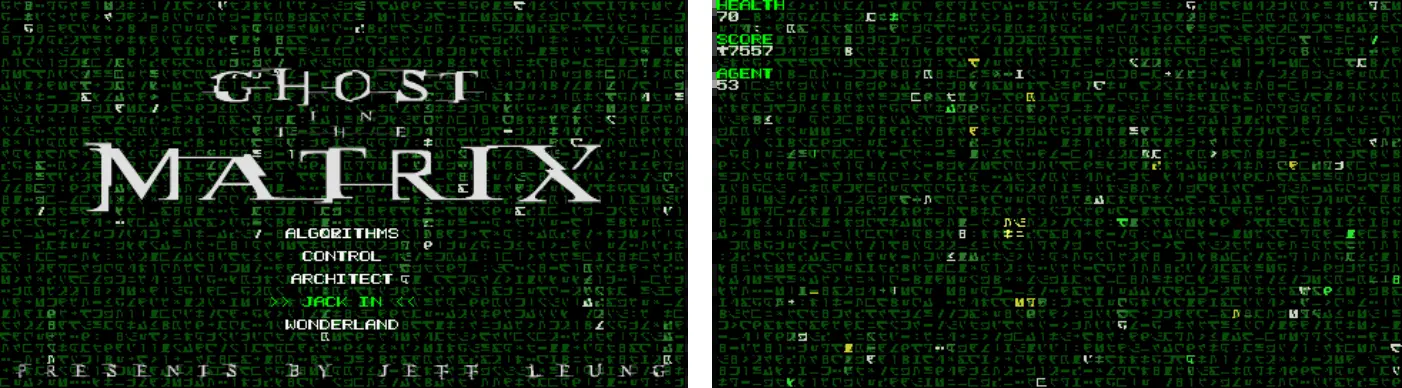 GHOST
IN
THE
MATRIX
ALGORITHMS
CONTROL
ARCHITECT
>> JACK IN <<
WONDERLAND
PRESENTS BY JEFF LEUNG
HEALTH
70
SCORE
17557
AGENT
53